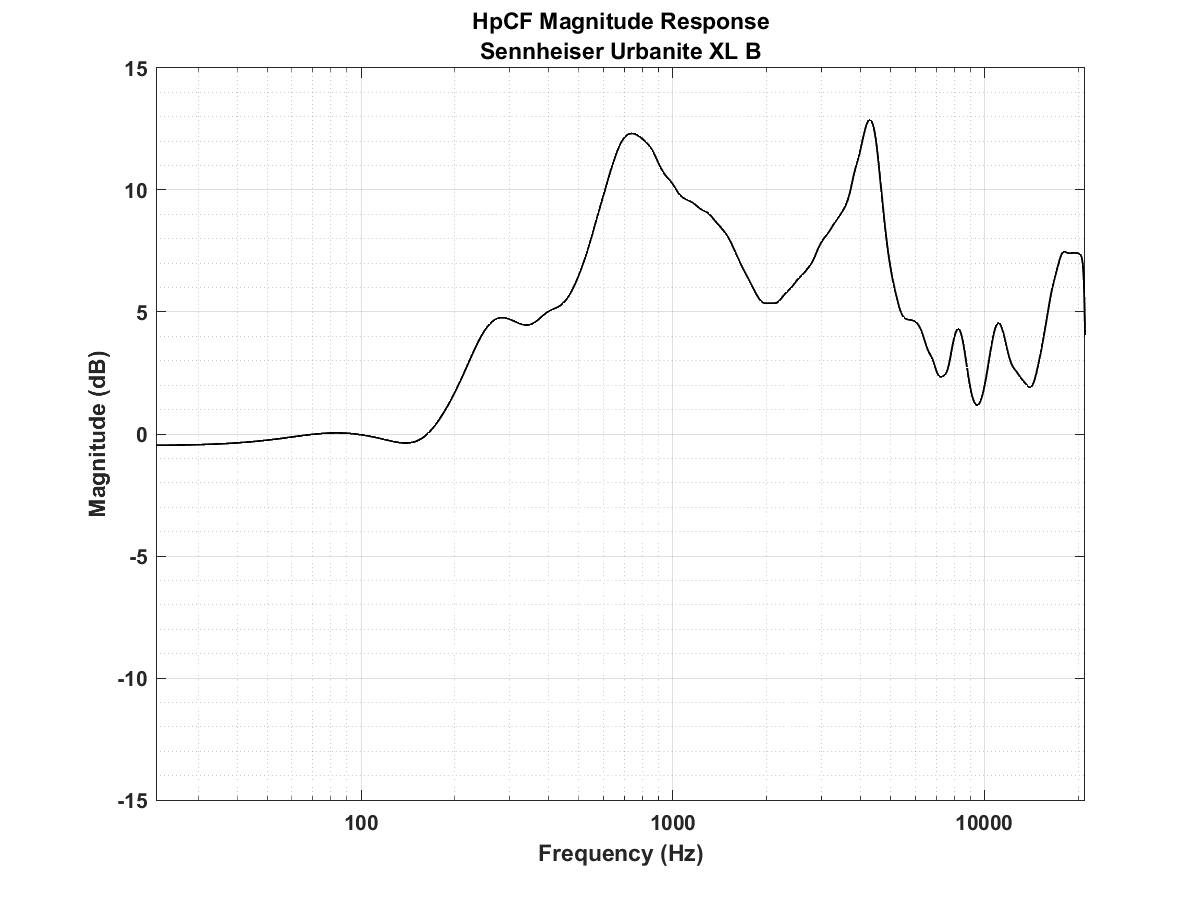 HpCF Magnitude Response
Sennheiser Urbanite XL B
15
10
5
0
-5
-10
-15
Magnitude (dB)
100
1000
10000
Frequency (Hz)